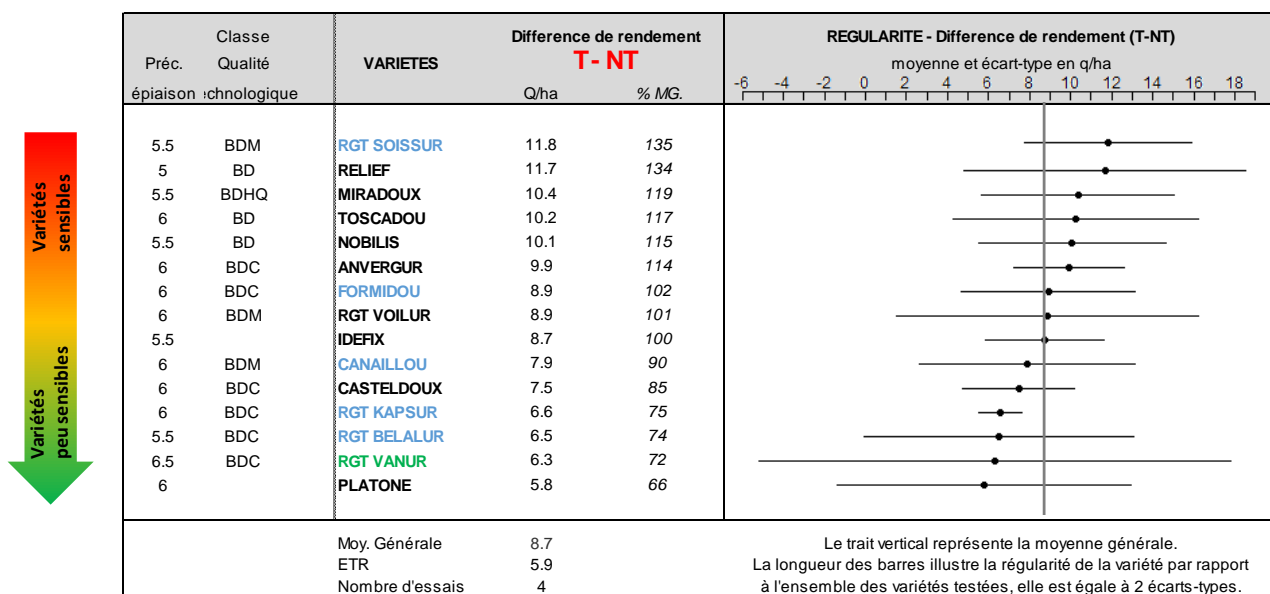 Classe
Difference de rendement
REGULARITE - Difference de rendement (T-NT)
Préc. Qualité VARIETES T- NT moyenne et écart-type en q/ha
épiaison echnologique Q/ha % MG.
-6 -4 -2 0 2 4 6 8 10 12 14 16 18
Variétés sensibles
Variétés peu sensibles
5.5 BDM RGT SOISSUR 11.8 135
5 BD RELIEF 11.7 134
5.5 BDHQ MIRADOUX 10.4 119
6 BD TOSCADOU 10.2 117
5.5 BD NOBILIS 10.1 115
6 BDC ANVERGUR 9.9 114
6 BDC FORMIDOU 8.9 102
6 BDM RGT VOILUR 8.9 101
5.5 IDEFIX 8.7 100
6 BDM CANAILLOU 7.9 90
6 BDC CASTELDOUX 7.5 85
6 BDC RGT KAPSUR 6.6 75
5.5 BDC RGT BELALUR 6.5 74
6.5 BDC RGT VANUR 6.3 72
6 PLATONE 5.8 66
Moy. Générale 8.7
ETR 5.9
Nombre d'essais 4
Le trait vertical représente la moyenne générale.
La longueur des barres illustre la régularité de la variété par rapport
à l'ensemble des variétés testées, elle est égale à 2 écarts-types.